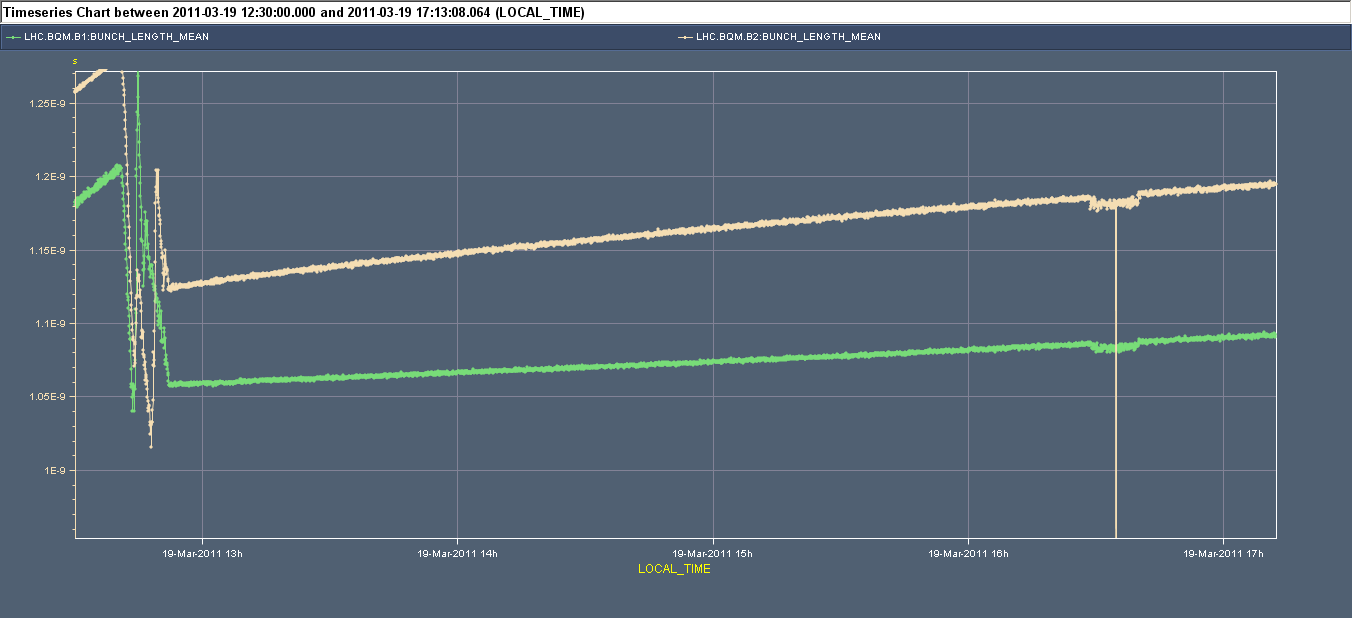 Timeseries Chart between 2011-03-19 12:30:00.000 and 2011-03-19 17:13:08.064 (LOCAL_TIME)
LHC.BQM.B1:BUNCH_LENGTH_MEAN LHC.BQM.B2:BUNCH_LENGTH_MEAN
s
1.25E-9
1.2E-9
1.15E-9
1.1E-9
1.05E-9
1E-9
19-Mar-2011 13h 19-Mar-2011 14h 19-Mar-2011 15h 19-Mar-2011 16h 19-Mar-2011 17h
LOCAL_TIME